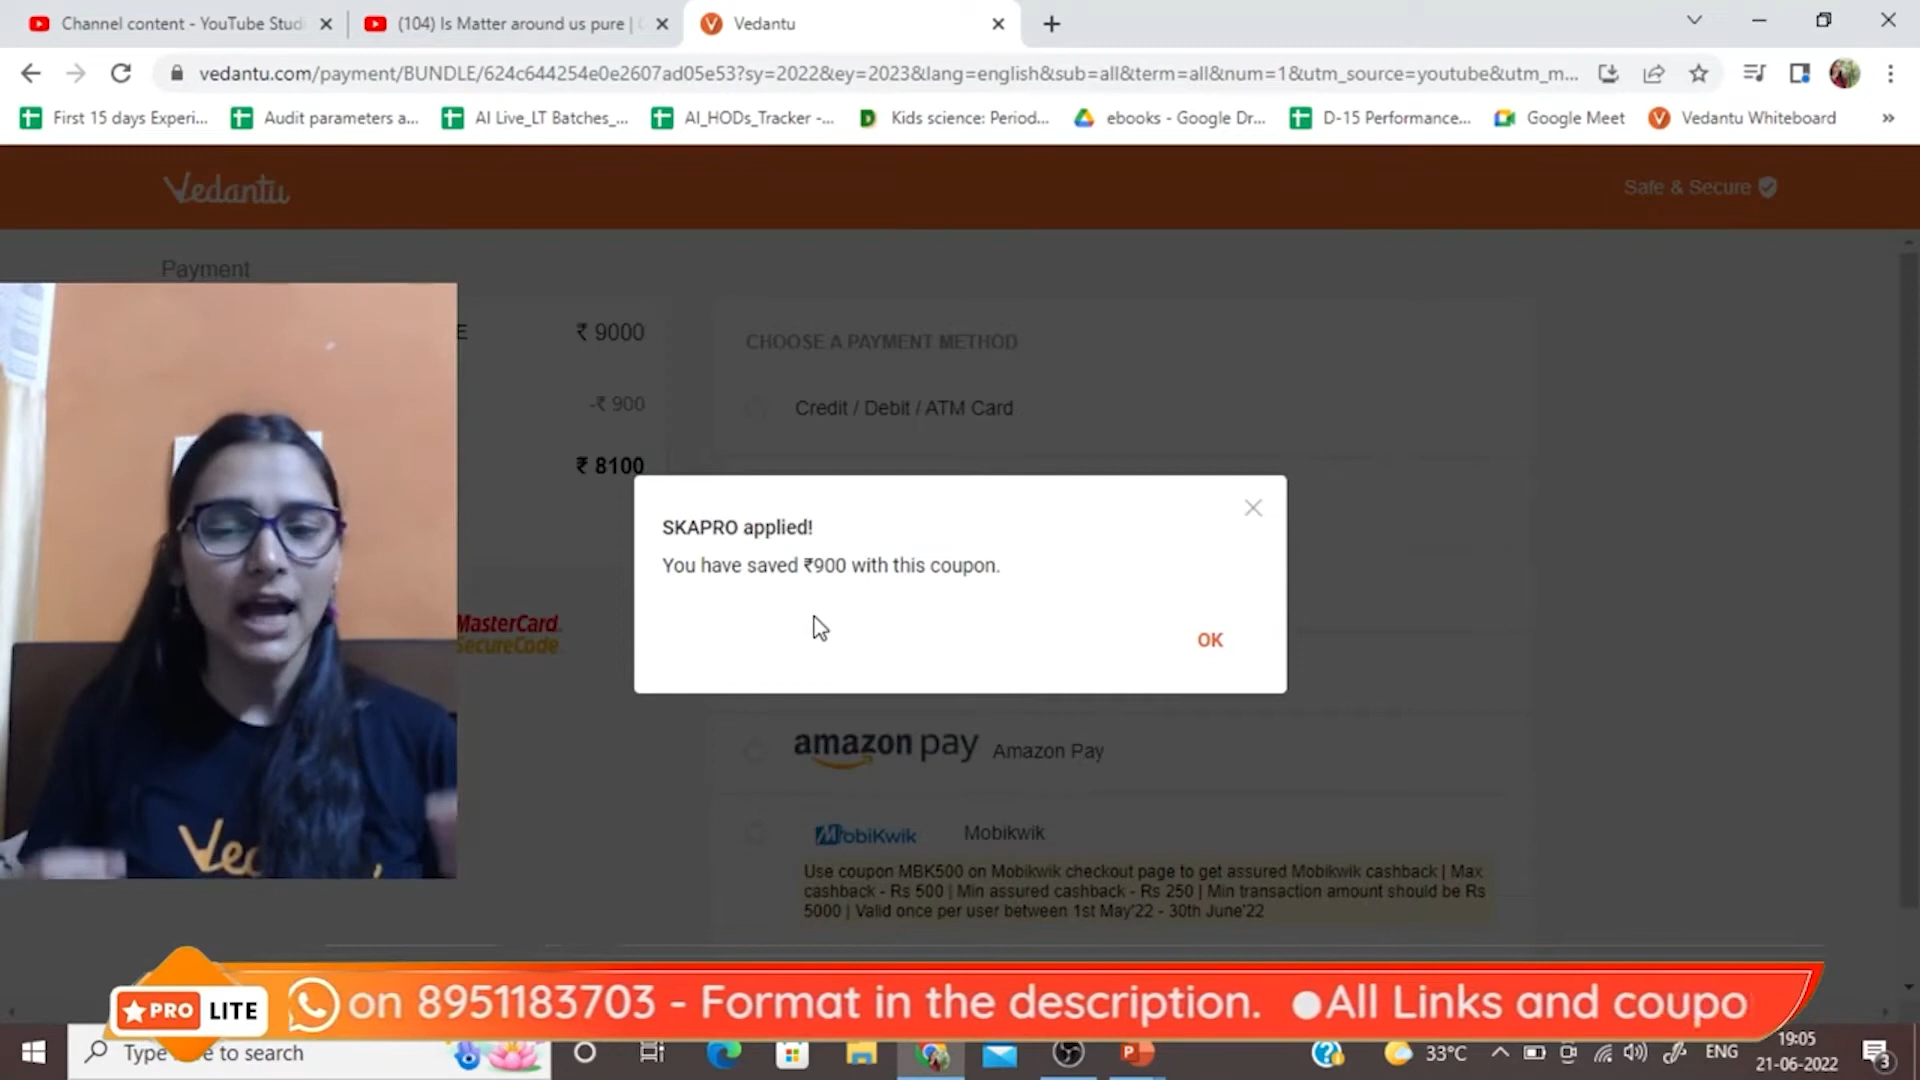 Channel content - YouTube Stud
(104) Is Matter around us pure |
Vedantu
vedantu.com/payment/BUNDLE/624c644254e0e2607ad05e53?sy=2022&ey=2023&lang=english&sub=all&term=all&num=1&utm_source=youtube&utm_m...
First 15 days Experi...
Audit parameters a...
AI Live_LT Batches_...
AI_HODs_Tracker -...
Kids science: Period...
ebooks - Google Dr...
D-15 Performance...
Google Meet
Vedantu Whiteboard
»
Vedantu
Safe & Secure
Payment
E ₹ 9000
-₹ 900
₹ 8100
CHOOSE A PAYMENT METHOD
Credit / Debit / ATM Card
SKAPRO applied!
You have saved ₹900 with this coupon.
OK
MasterCard.
SecureCode
amazon pay Amazon Pay
MobiKwik Mobikwik
Use coupon MBK500 on Mobikwik checkout page to get assured Mobikwik cashback | Max
cashback - Rs 500 | Min assured cashback - Rs 250 | Min transaction amount should be Rs
5000 | Valid once per user between 1st May'22 - 30th June'22
Ved
PRO LITE
on 8951183703 - Format in the description. ●All Links and coupo
Type here to search
33°C
ENG
19:05
21-06-2022
3